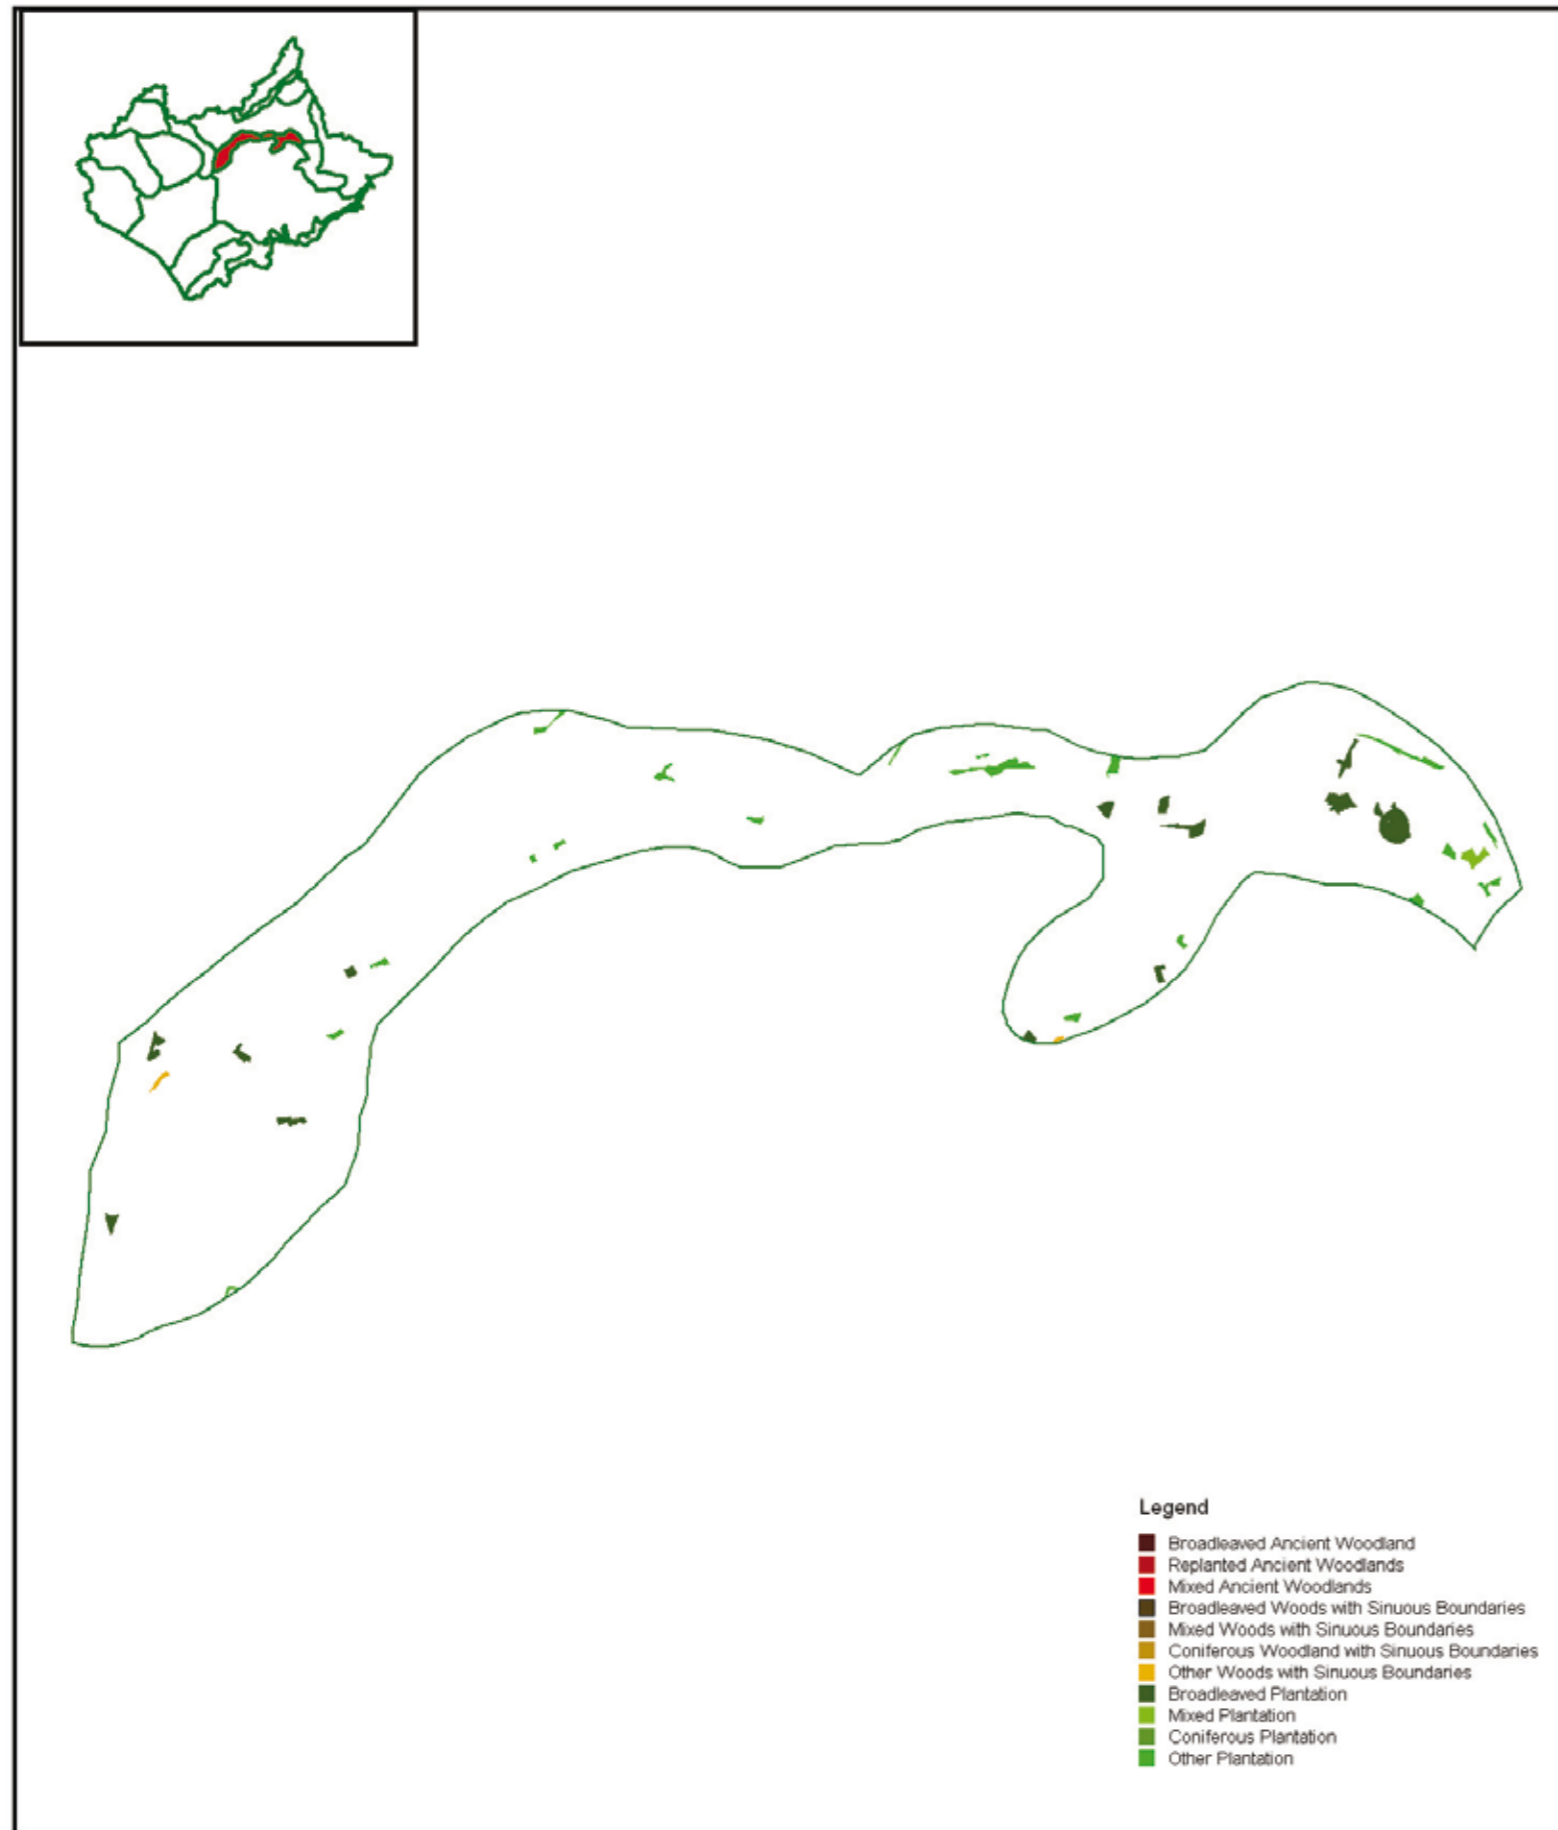 Legend
Broadleaved Ancient Woodland
Replanted Ancient Woodlands
Mixed Ancient Woodlands
Broadleaved Woods with Sinuous Boundaries
Mixed Woods with Sinuous Boundaries
Coniferous Woodland with Sinuous Boundaries
Other Woods with Sinuous Boundaries
Broadleaved Plantation
Mixed Plantation
Coniferous Plantation
Other Plantation